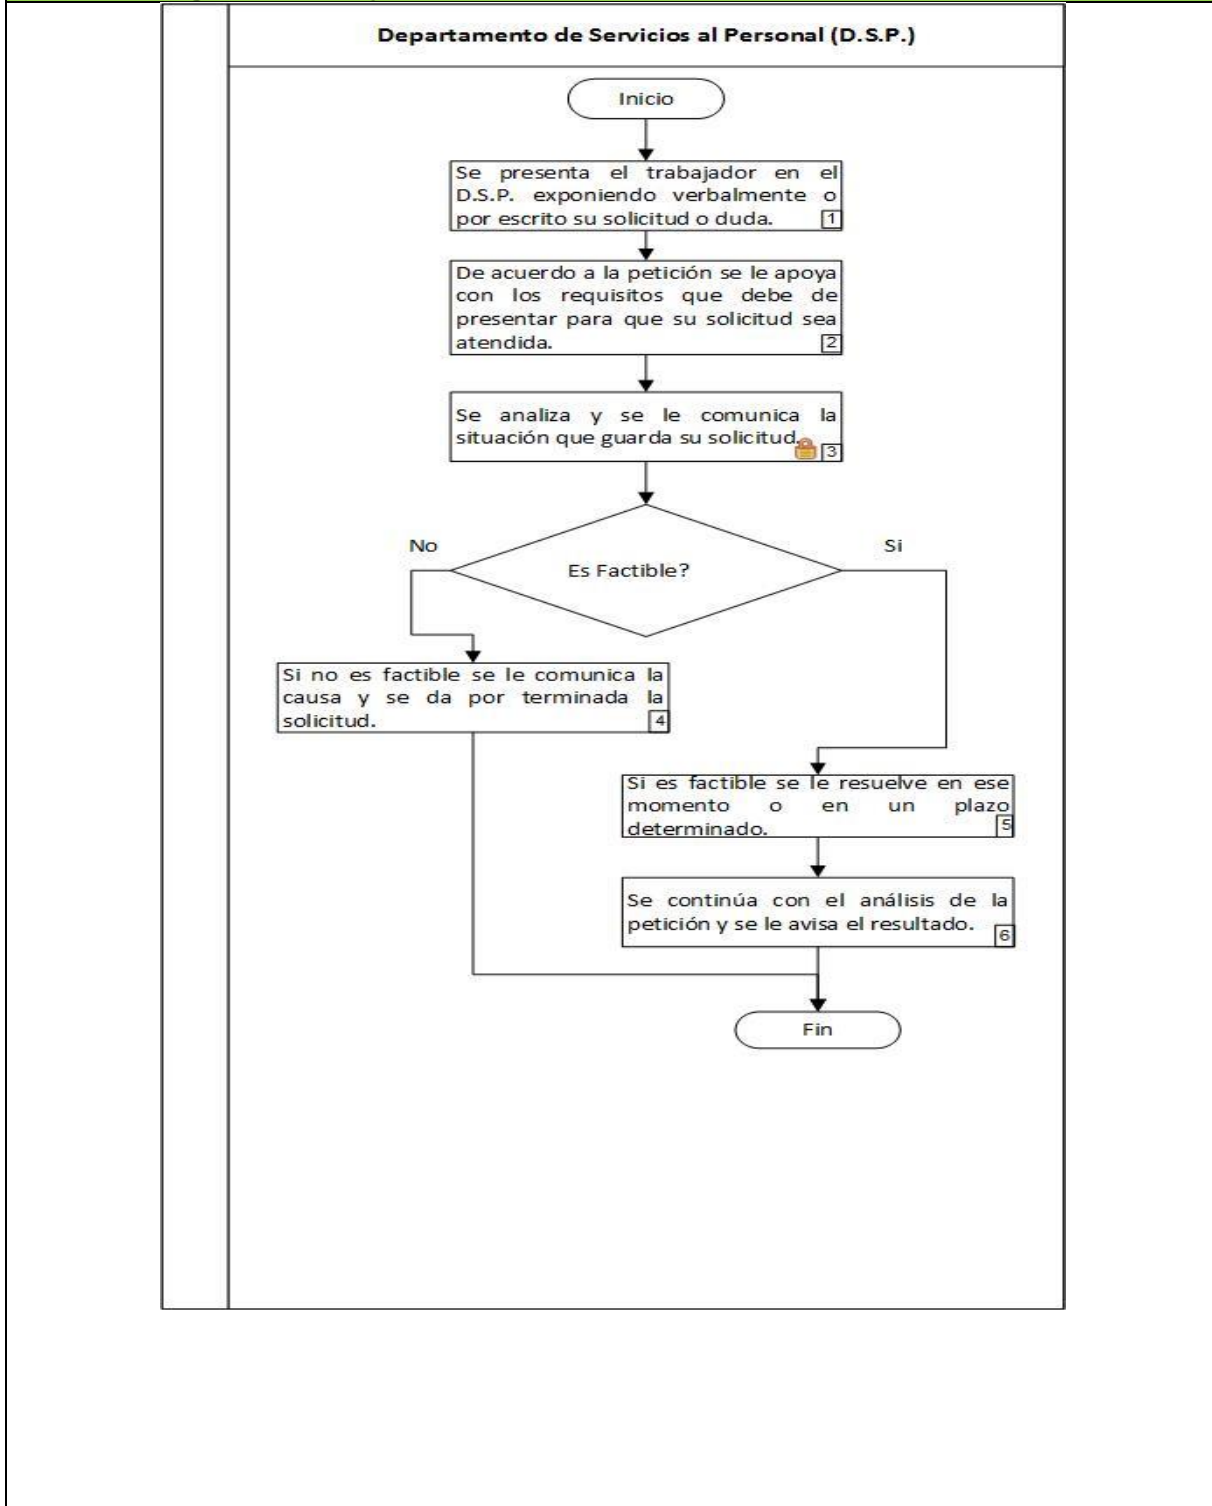 Departamento de Servicios al Personal (D.S.P.)
Inicio
Se presenta el trabajador en el
D.S.P. exponiendo verbalmente o
por escrito su solicitud o duda.
1
De acuerdo a la petición se le apoya
con los requisitos que debe de
presentar para que su solicitud sea
atendida.
2
Se analiza y se le comunica la
situación que guarda su solicitud.
3
No
Si
Es Factible?
Si no es factible se le comunica la
causa y se da por terminada la
solicitud.
4
Si es factible se le resuelve en ese
momento o en un plazo
determinado.
5
Se continúa con el análisis de la
petición y se le avisa el resultado.
6
Fin